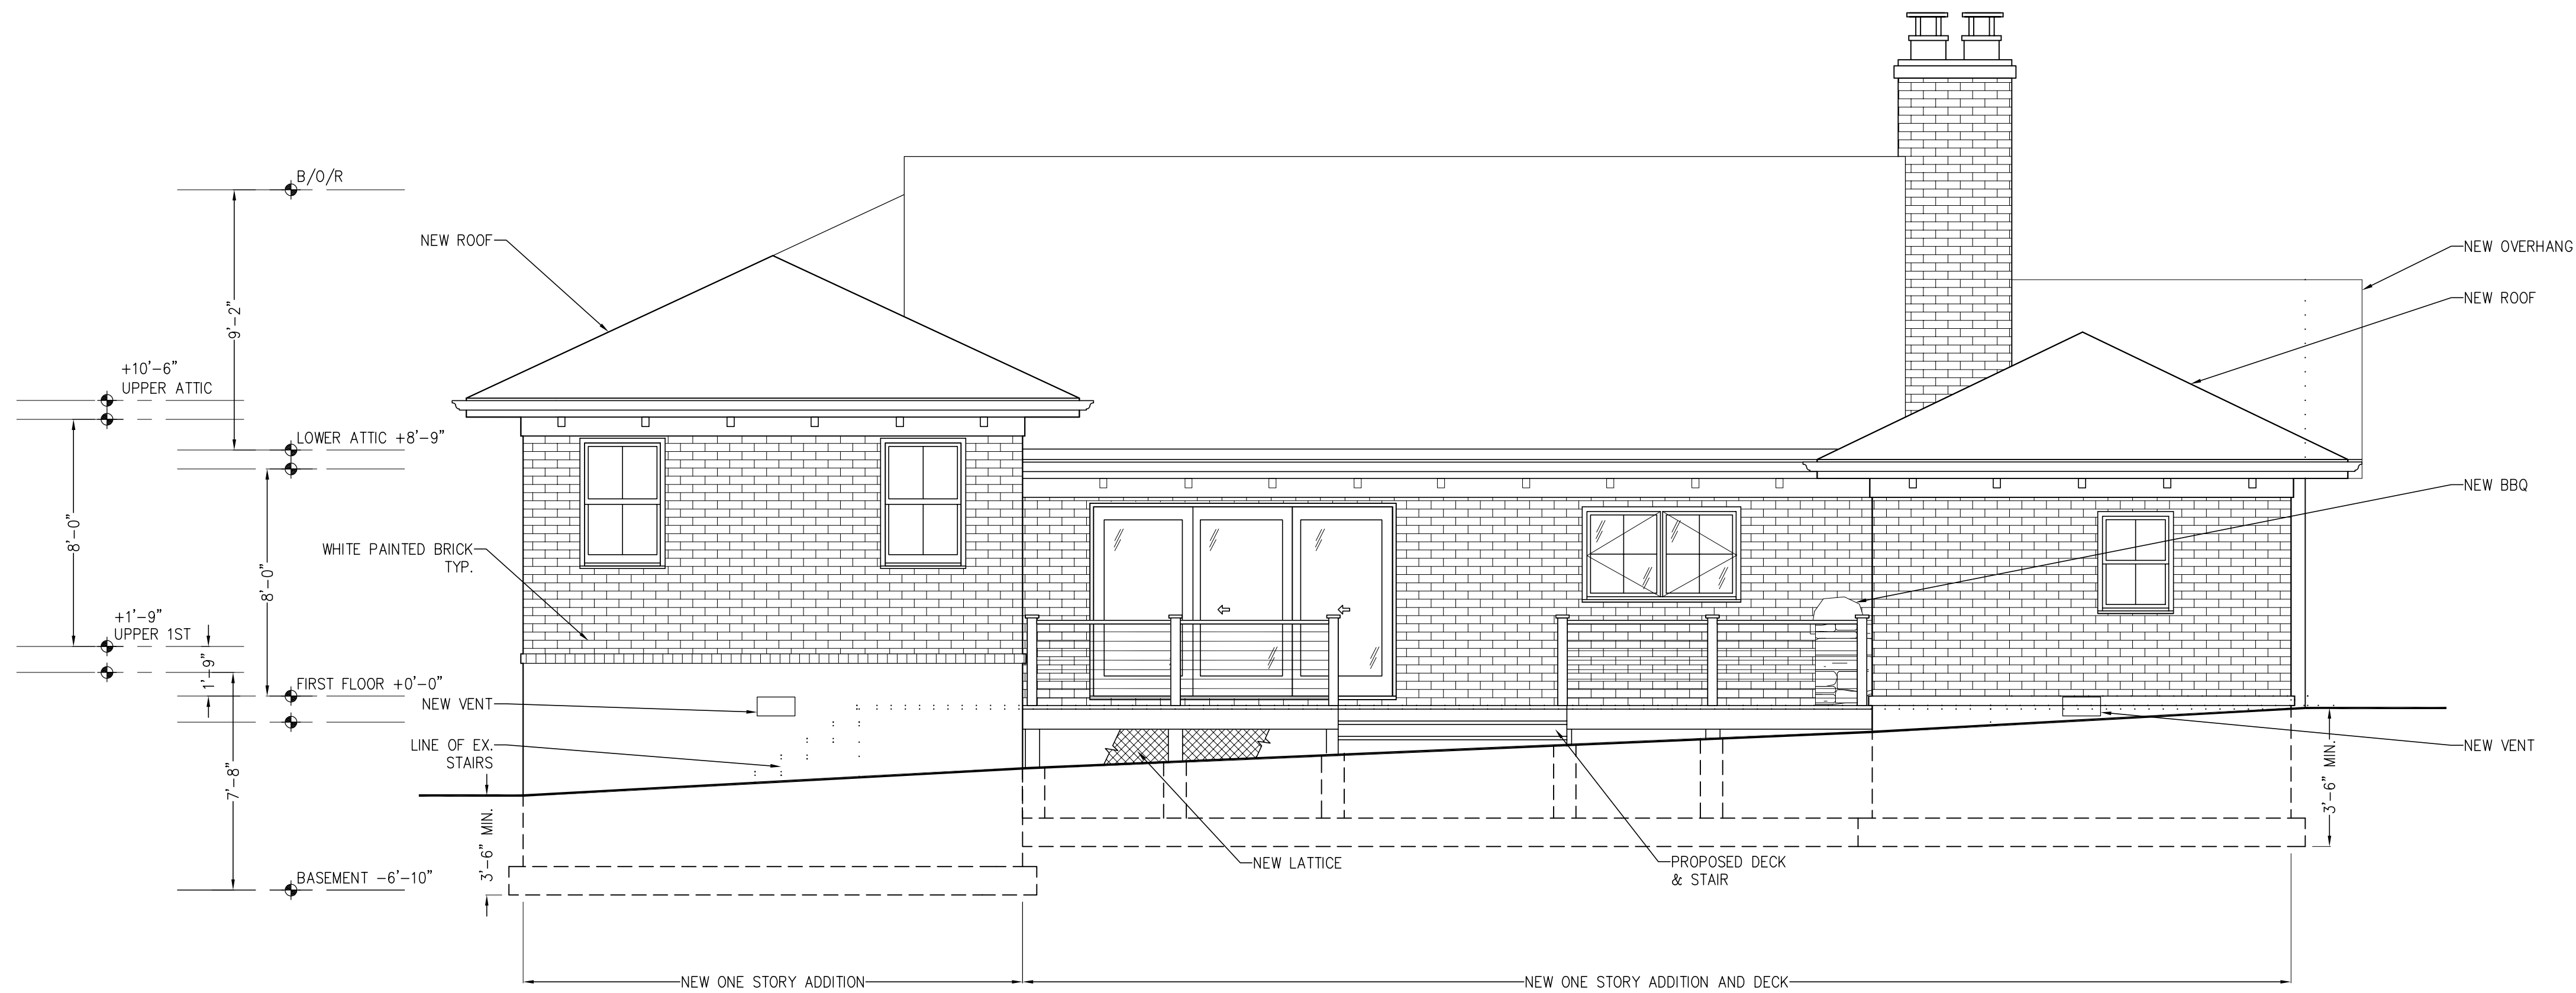 B/O/R
NEW ROOF
9'-2"
+10'-6"
UPPER ATTIC
LOWER ATTIC +8'-9"
8'-0"
WHITE PAINTED BRICK
TYP.
8'-0"
+1'-9"
UPPER 1ST
1'-9"
FIRST FLOOR +0'-0"
NEW VENT
LINE OF EX.
STAIRS
7'-8"
3'-6" MIN.
BASEMENT -6'-10"
NEW OVERHANG
NEW ROOF
NEW BBQ
NEW VENT
3'-6" MIN.
NEW LATTICE
PROPOSED DECK
& STAIR
NEW ONE STORY ADDITION
NEW ONE STORY ADDITION AND DECK